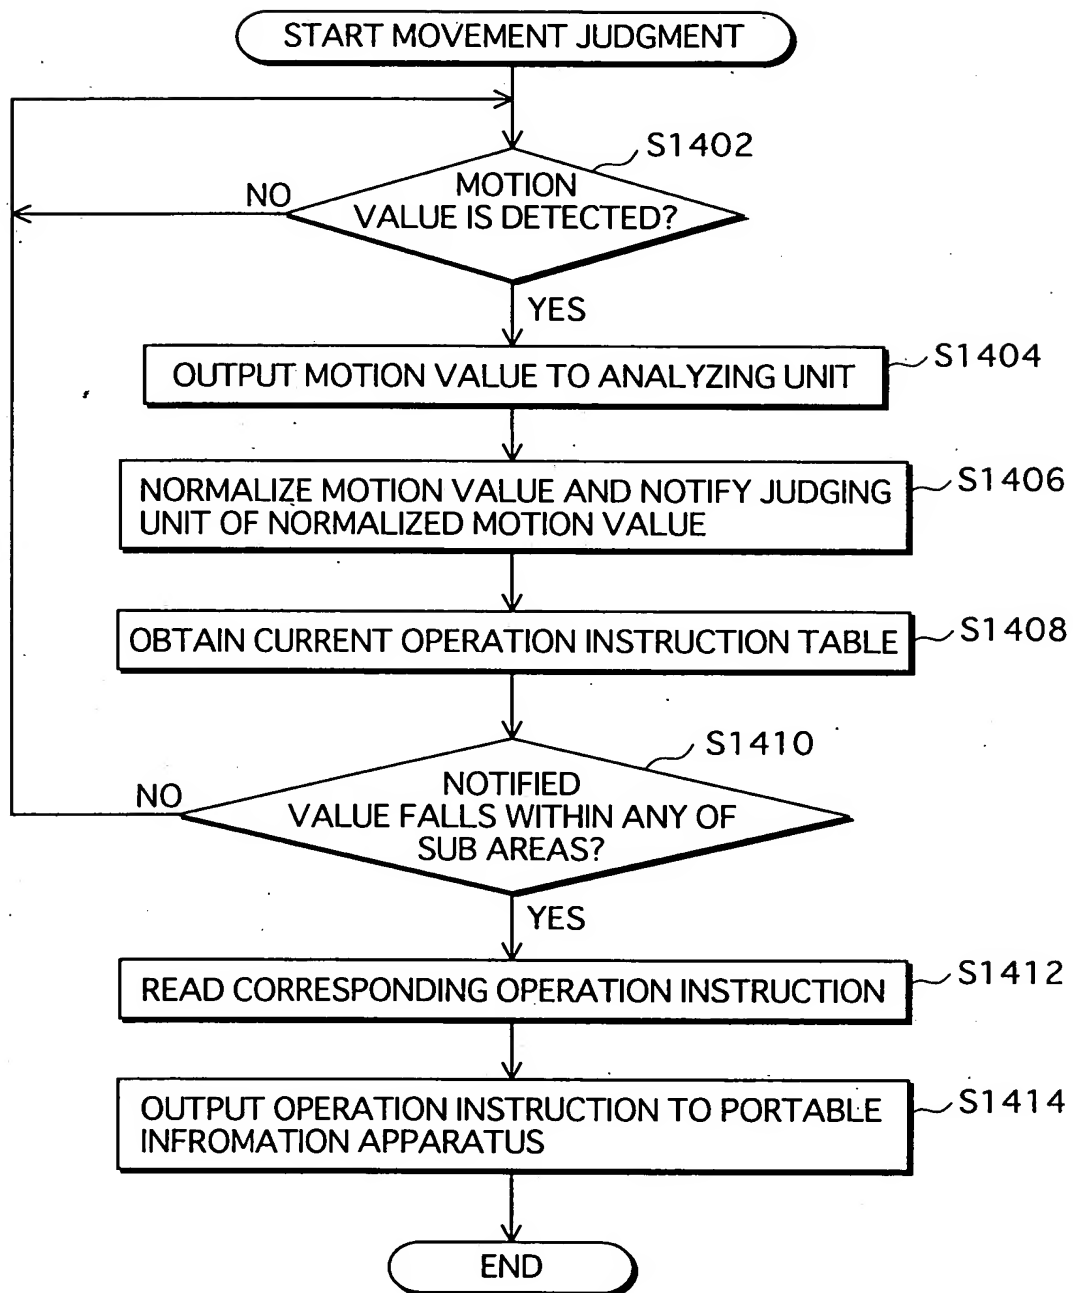 START MOVEMENT JUDGMENT
S1402
MOTION
VALUE IS DETECTED?
NO
YES
OUTPUT MOTION VALUE TO ANALYZING UNIT
S1404
NORMALIZE MOTION VALUE AND NOTIFY JUDGING
UNIT OF NORMALIZED MOTION VALUE
S1406
OBTAIN CURRENT OPERATION INSTRUCTION TABLE
S1408
S1410
NOTIFIED
VALUE FALLS WITHIN ANY OF
SUB AREAS?
NO
YES
READ CORRESPONDING OPERATION INSTRUCTION
S1412
OUTPUT OPERATION INSTRUCTION TO PORTABLE
INFROMATION APPARATUS
S1414
END